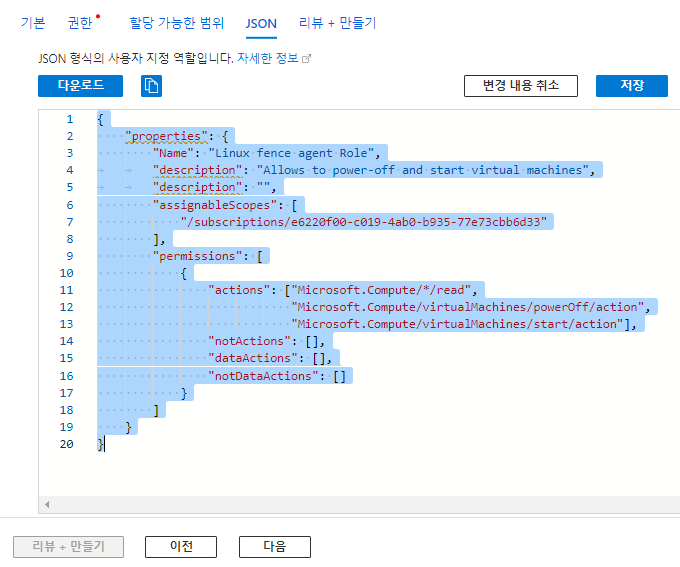 기본 권한 할당 가능한 범위 JSON 리뷰 + 만들기
JSON 형식의 사용자 지정 역할입니다. 자세한 정보
다운로드 변경 내용 취소 저장
1 {
2 "properties": {
3 "Name": "Linux fence agent Role",
4 "description": "Allows to power-off and start virtual machines",
5 "description": "",
6 "assignableScopes": [
7 "/subscriptions/e6220f00-c019-4ab0-b935-77e73cbb6d33"
8 ],
9 "permissions": [
10 {
11 "actions": ["Microsoft.Compute/*/read",
12 "Microsoft.Compute/virtualMachines/powerOff/action",
13 "Microsoft.Compute/virtualMachines/start/action"],
14 "notActions": [],
15 "dataActions": [],
16 "notDataActions": []
17 }
18 ]
19 }
20 }
리뷰 + 만들기 이전 다음